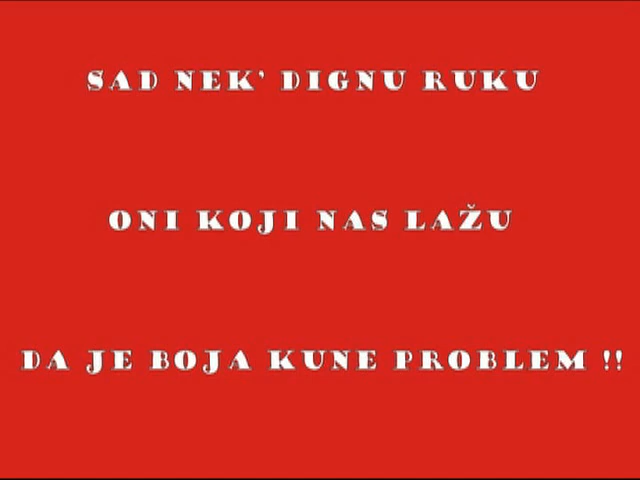 SAD NEK' DIGNU RUKU
ONI KOJI NAS LAŽU
DA JE BOJA KUNE PROBLEM !!